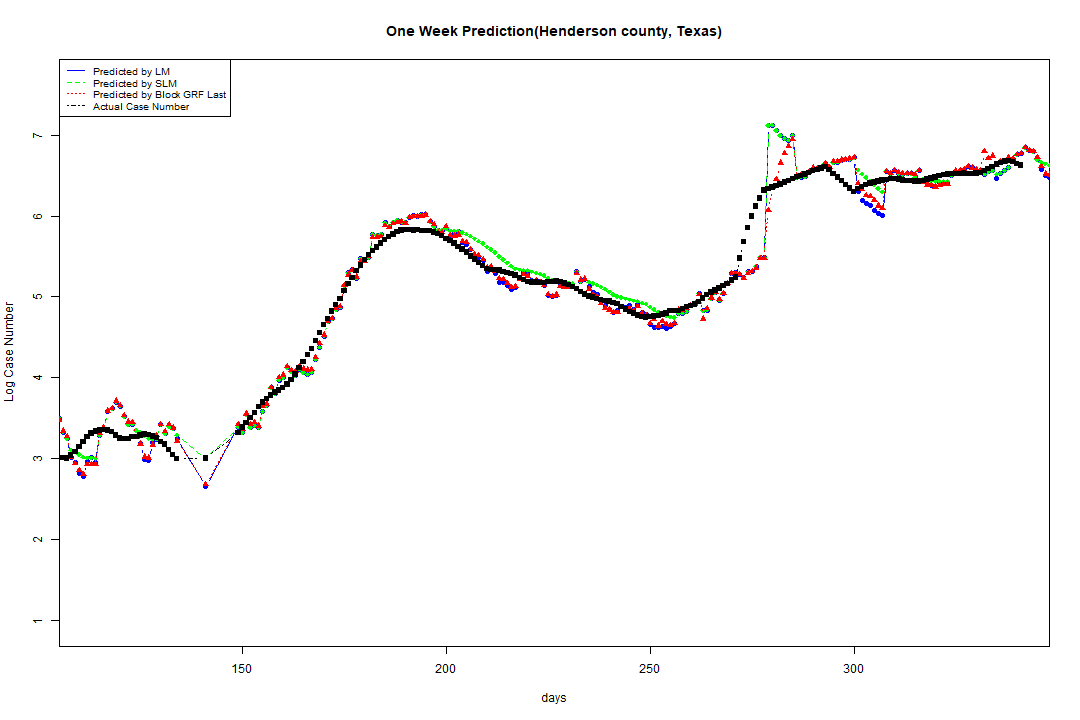 One Week Prediction(Henderson county, Texas)
Predicted by LM
Predicted by SLM
Predicted by Block GRF Last
Actual Case Number
7
6
5
4
3
2
1
Log Case Number
150
200
250
300
days